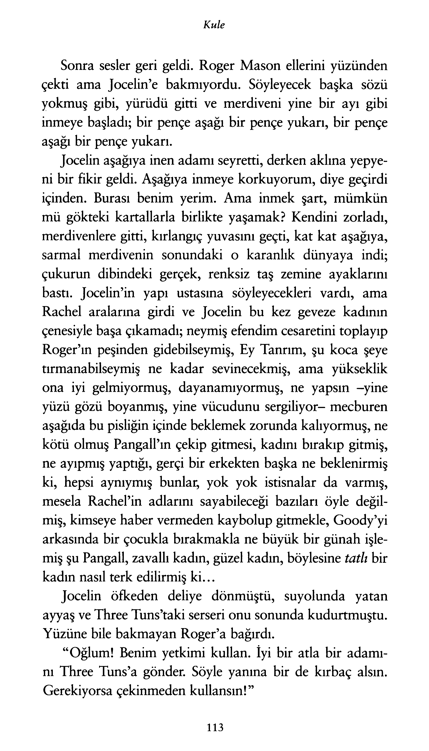 Kule
Sonra sesler geri geldi. Roger Mason ellerini yüzünden
çekti ama Jocelin'e bakmıyordu. Söyleyecek başka sözü
yokmuş gibi, yürüdü gitti ve merdiveni yine bir ayı gibi
inmeye başladı; bir pençe aşağı bir pençe yukarı, bir pençe
aşağı bir pençe yukarı.
Jocelin aşağıya inen adamı seyretti, derken aklına yepye-
ni bir fikir geldi. Aşağıya inmeye korkuyorum, diye geçirdi
içinden. Burası benim yerim. Ama inmek şart, mümkün
mü gökteki kartallarla birlikte yaşamak? Kendini zorladı,
merdivenlere gitti, kırlangıç yuvasını geçti, kat kat aşağıya,
sarmal merdivenin sonundaki o karanlık dünyaya indi;
çukurun dibindeki gerçek, renksiz taş zemine ayaklarını
bastı. Jocelin'in yapı ustasına söyleyecekleri vardı, ama
Rachel aralarına girdi ve Jocelin bu kez geveze kadının
çenesiyle başa çıkamadı; neymiş efendim cesaretini toplayıp
Roger'ın peşinden gidebilseymiş, Ey Tanrım, şu koca şeye
tırmanabilseymiş ne kadar sevinecekmiş, ama yükseklik
ona iyi gelmiyormuş, dayanamıyormuş, ne yapsın –yine
yüzü gözü boyanmış, yine vücudunu sergiliyor– mecburen
aşağıda bu pisliğin içinde beklemek zorunda kalıyormuş, ne
kötü olmuş Pangall'ın çekip gitmesi, kadını bırakıp gitmiş,
ne ayıpmış yaptığı, gerçi bir erkekten başka ne beklenirmiş
ki, hepsi aynıymış bunlar, yok yok istisnalar da varmış,
mesela Rachel'in adlarını sayabileceği bazıları öyle değil-
miş, kimseye haber vermeden kaybolup gitmekle, Goody'yi
arkasında bir çocukla bırakmakla ne büyük bir günah işle-
miş şu Pangall, zavallı kadın, güzel kadın, böylesine tatlı bir
kadın nasıl terk edilirmiş ki...
Jocelin öfkeden deliye dönmüştü, suyolunda yatan
ayyaş ve Three Tuns'taki serseri onu sonunda kudurtmuştu.
Yüzüne bile bakmayan Roger'a bağırdı.
"Oğlum! Benim yetkimi kullan. İyi bir atla bir adamı-
nı Three Tuns'a gönder. Söyle yanına bir de kırbaç alsın.
Gerekiyorsa çekinmeden kullansın!"
113